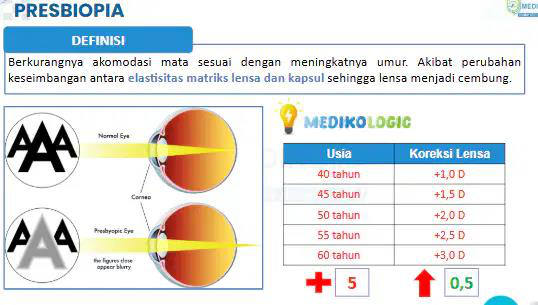 PRESBIOPIA
MEDI
DEFINISI
Berkurangnya akomodasi mata sesuai dengan meningkatnya umur. Akibat perubahan
keseimbangan antara elastisitas matriks lensa dan kapsul sehingga lensa menjadi cembung.
AAA
Normal Eye
Cornea
AAA
Presbyopic Eye
the figures close
appear blurry
MEDIKOLOGIC
Usia Koreksi Lensa
40 tahun +1,0 D
45 tahun +1,5 D
50 tahun +2,0 D
55 tahun +2,5 D
60 tahun +3,0 D
5 0,5